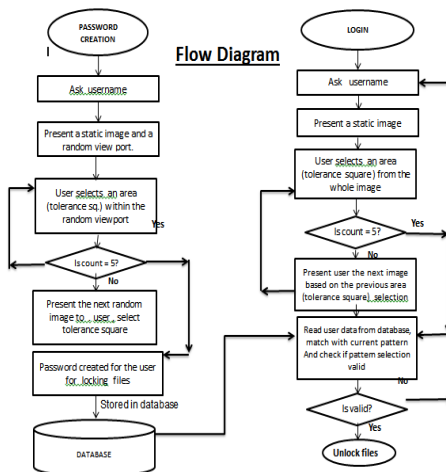 Flow Diagram
PASSWORD
CREATION
Ask username
Present a static image and a
random view port.
User selects an area
(tolerance sq.) within the
random viewport
Yes
Is count = 5?
No
Present the next random
image to user, select
tolerance square
Password created for the user
for locking files
Stored in database
DATABASE
LOGIN
Ask username
Present a static image
User selects an area
(tolerance square) from the
whole image
Is count = 5?
Yes
No
Present user the next image
based on the previous area
(tolerance square) selection
Read user data from database,
match with current pattern
And check if pattern selection
valid
No
Is valid?
Yes
Unlock files